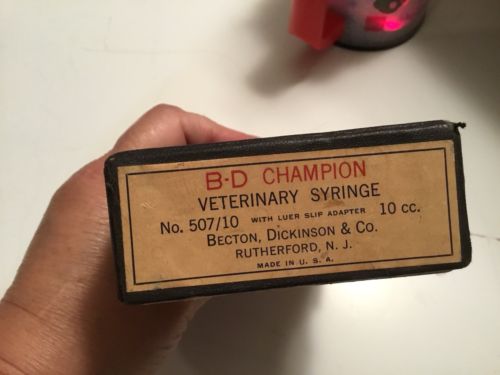 B-D CHAMPION
VETERINARY SYRINGE
No. 507/10 WITH LUER SLIP ADAPTER 10 cc.
BECTON, DICKINSON & CO.
RUTHERFORD, N. J.
MADE IN U. S. A.